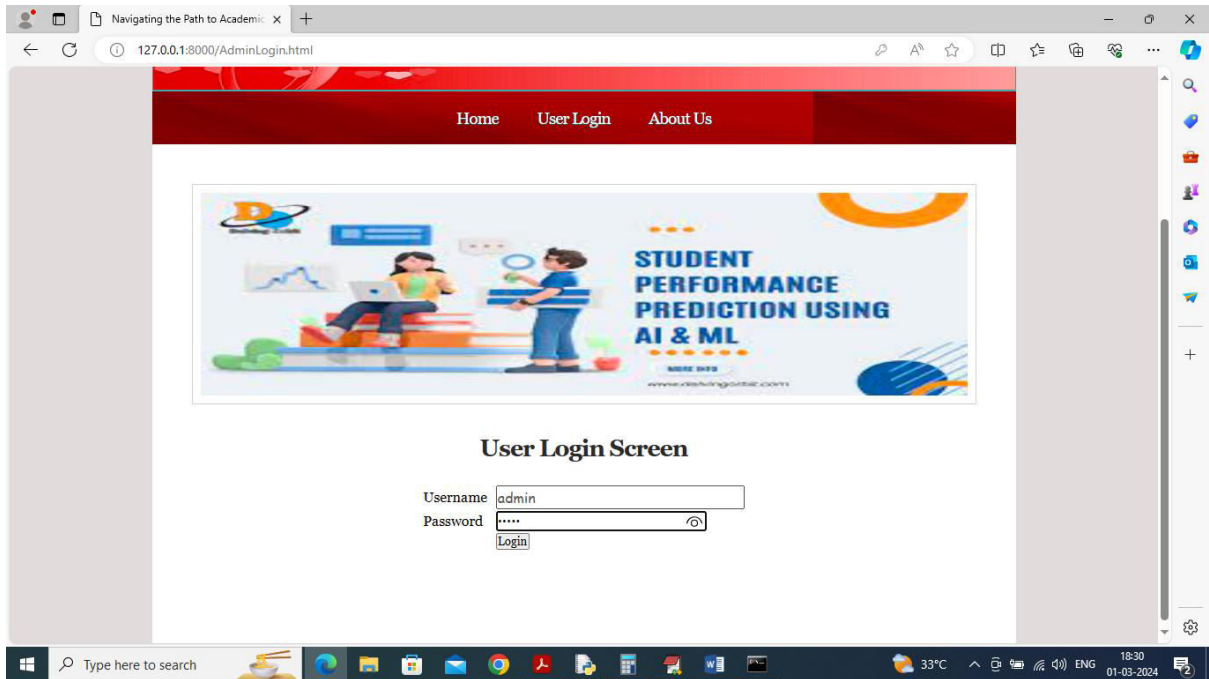 Navigating the Path to Academic
127.0.0.1:8000/AdminLogin.html
Home User Login About Us
D
STUDENT
PERFORMANCE
PREDICTION USING
AI & ML
MORE INFO
User Login Screen
Username admin
Password •••••
Login
Type here to search
33°C ENG 18:30
01-03-2024